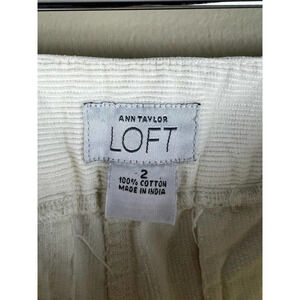 ANN TAYLOR
LOFT
2
100% COTTON
MADE IN INDIA